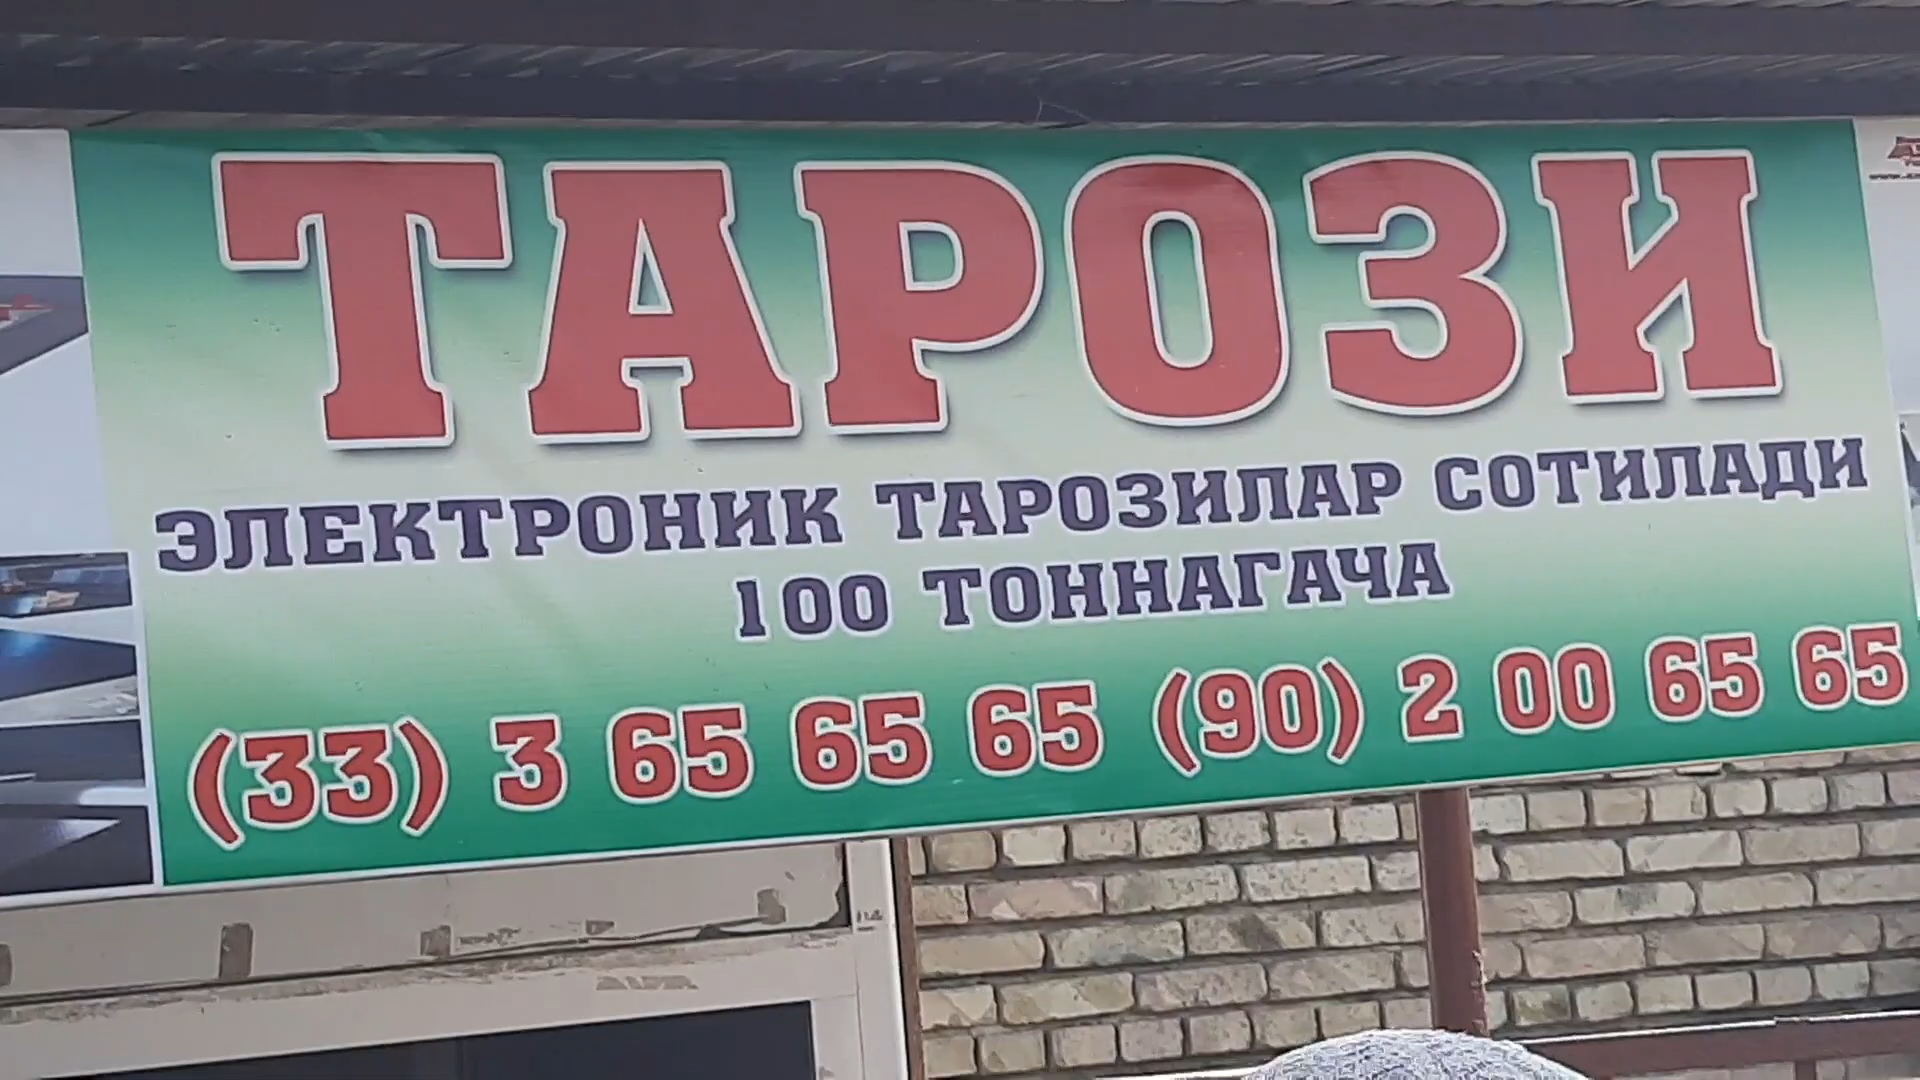 ТАРОЗИ
ЭЛЕКТРОНИК ТАРОЗИЛАР СОТИЛАДИ
100 ТОННАГАЧА
(33) 3 65 65 65 (90) 2 00 65 65